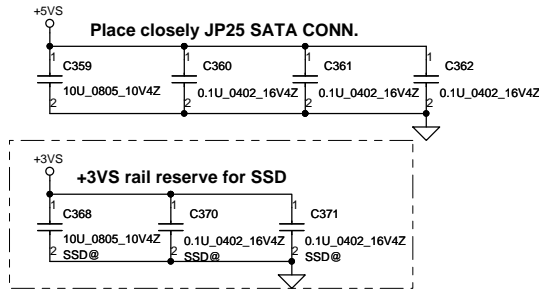 +5VS
Place closely JP25 SATA CONN.
1 1 1 1
C359 C360 C361 C362
10U_0805_10V4Z 0.1U_0402_16V4Z 0.1U_0402_16V4Z 0.1U_0402_16V4Z
2 2 2 2
+3VS
+3VS rail reserve for SSD
1 1 1
C368 C370 C371
10U_0805_10V4Z 0.1U_0402_16V4Z 0.1U_0402_16V4Z
2 2 2
SSD@ SSD@ SSD@